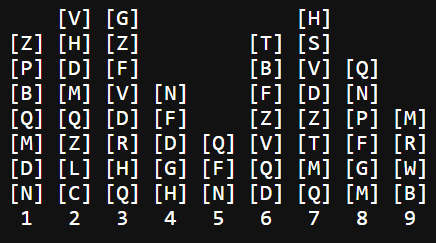 [V] [G]                 [H]
[Z] [H] [Z]             [T] [S]
[P] [D] [F]             [B] [V] [Q]
[B] [M] [V] [N]         [F] [D] [N]
[Q] [Q] [D] [F]         [Z] [Z] [P] [M]
[M] [Z] [R] [D] [Q]     [V] [T] [F] [R]
[D] [L] [H] [G] [F]     [Q] [M] [G] [W]
[N] [C] [Q] [H] [N]     [D] [Q] [M] [B]
 1   2   3   4   5   6   7   8   9